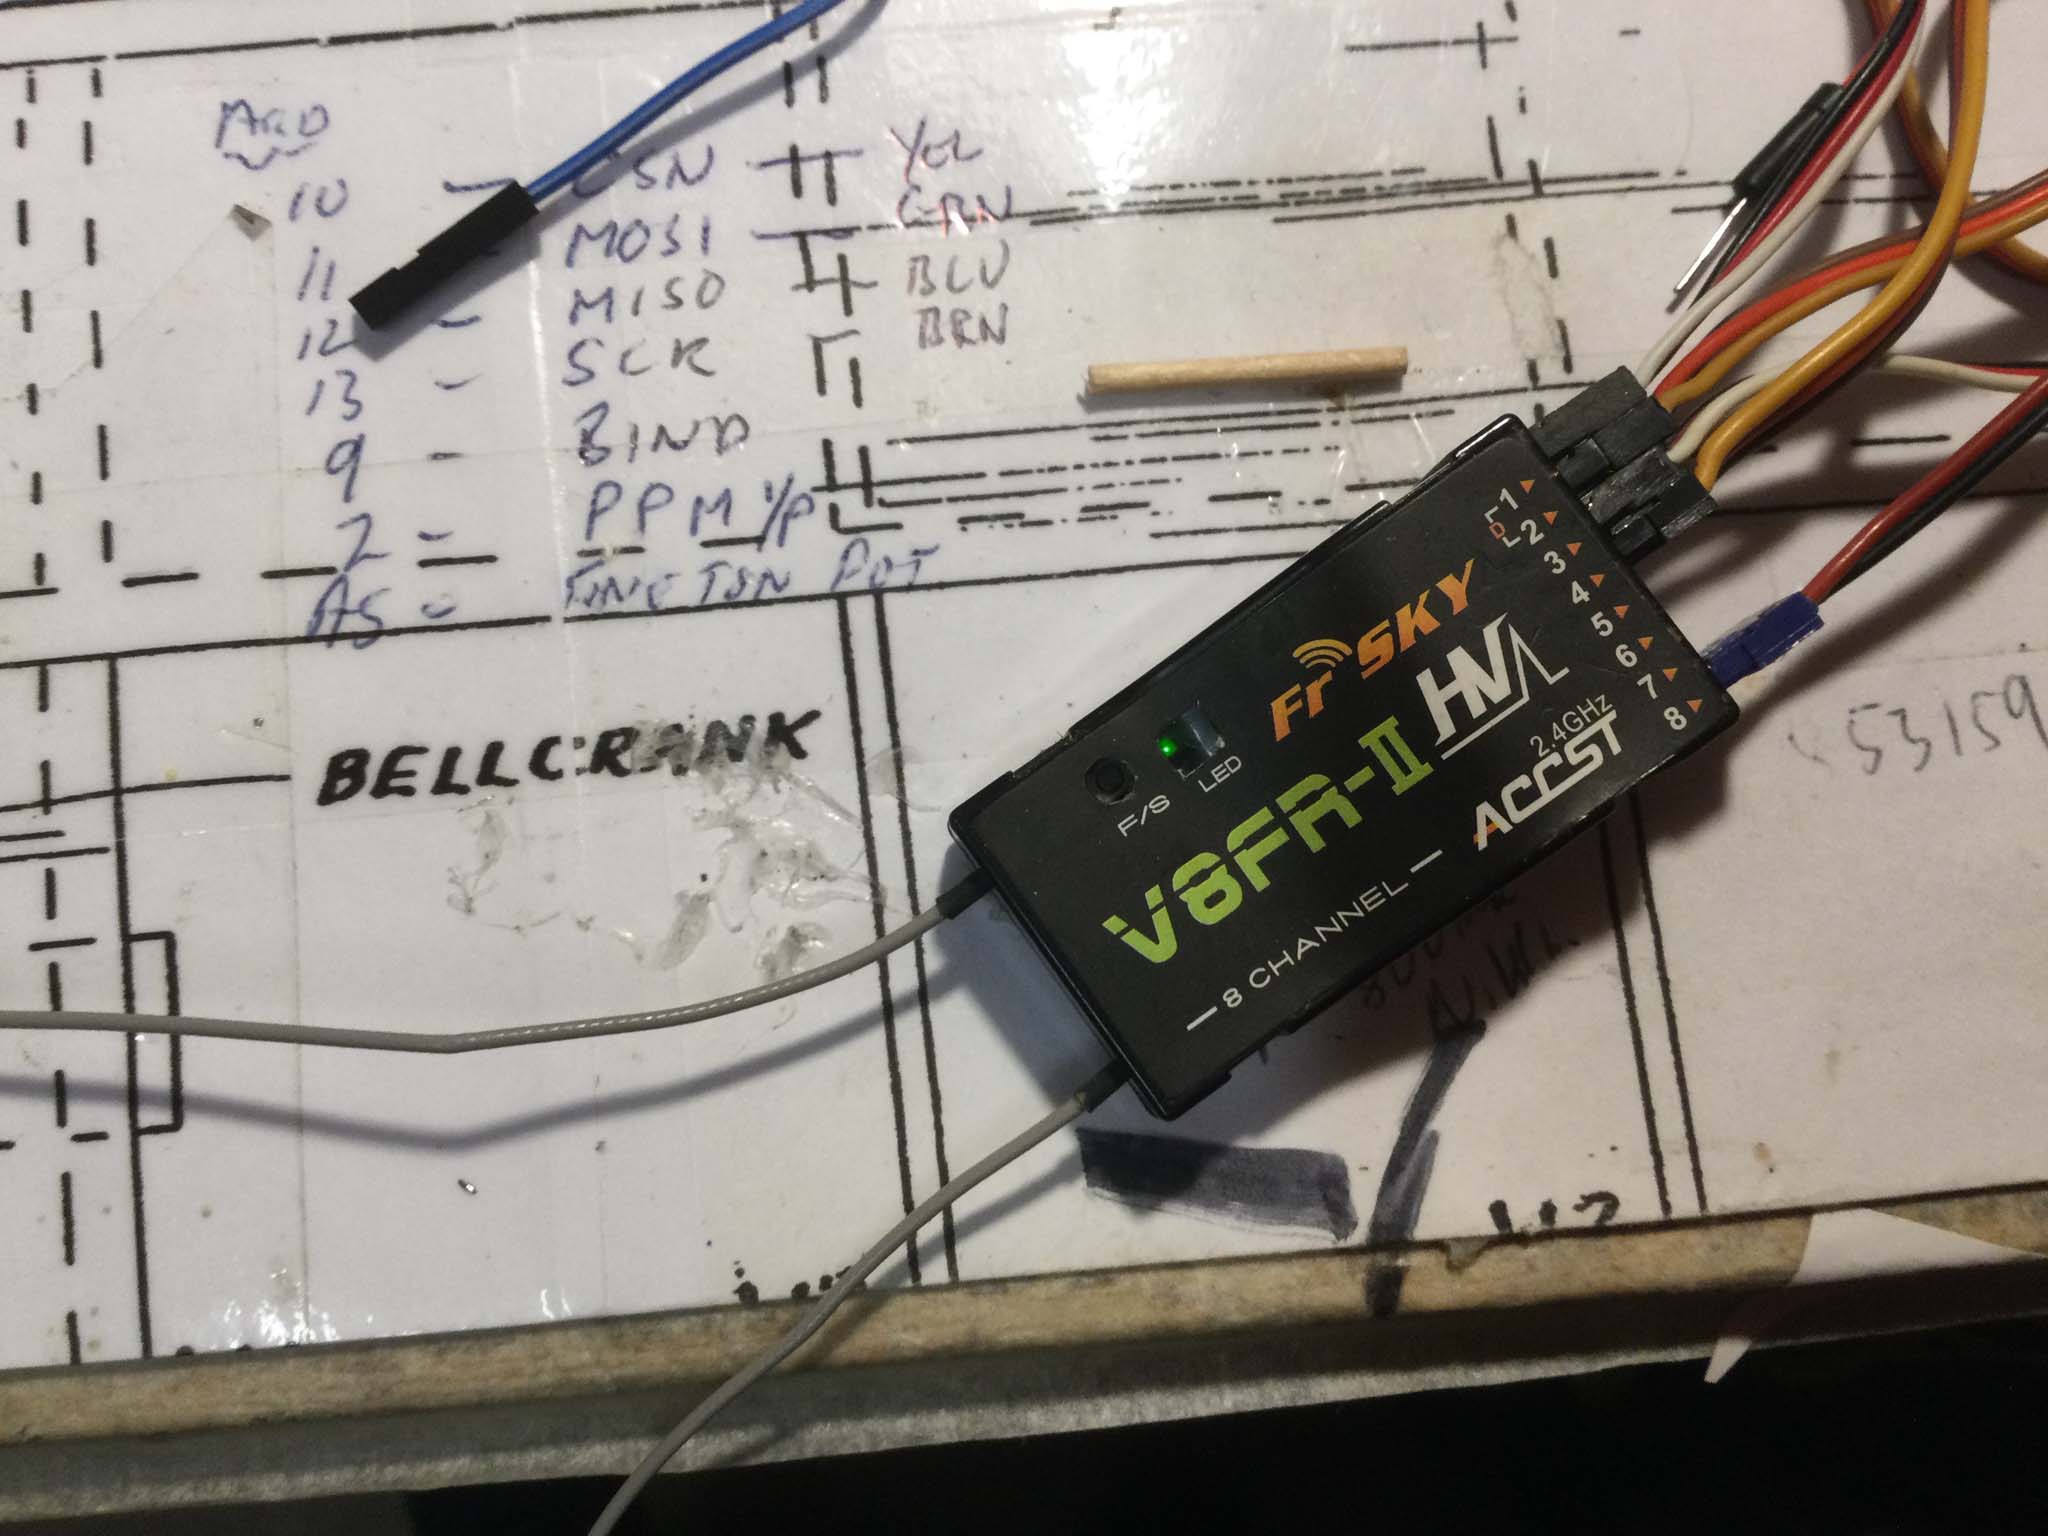 ARD
10 - CSN - YEL
11 - MOSI - GRN
12 - MISO - BLU
13 - SCK BRN
9 - BIND
2 - PPM I/P
A5 - FINE TUN POT
BELLCRANK
FrSKY
V8FR-II HV
8 CHANNEL
2.4GHz
ACCST
F/S
LED
D
1
2
3
4
5
6
7
8
53159